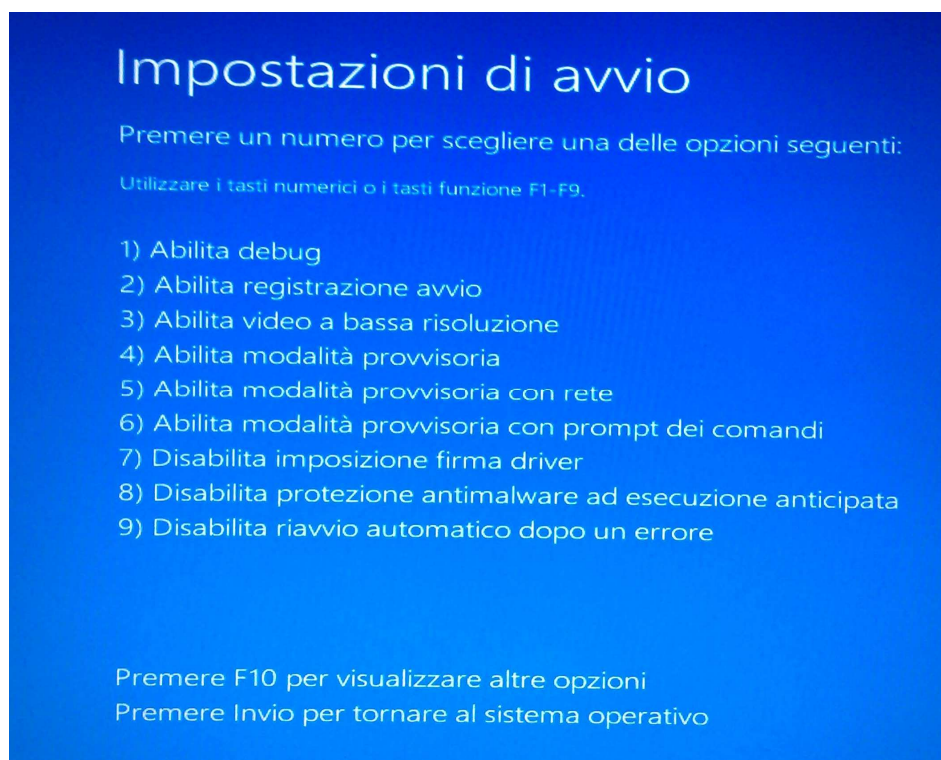 Impostazioni di avvio
Premere un numero per scegliere una delle opzioni seguenti:
Utilizzare i tasti numerici o i tasti funzione F1-F9.
1) Abilita debug
2) Abilita registrazione avvio
3) Abilita video a bassa risoluzione
4) Abilita modalità provvisoria
5) Abilita modalità provvisoria con rete
6) Abilita modalità provvisoria con prompt dei comandi
7) Disabilita imposizione firma driver
8) Disabilita protezione antimalware ad esecuzione anticipata
9) Disabilita riavvio automatico dopo un errore
Premere F10 per visualizzare altre opzioni
Premere Invio per tornare al sistema operativo